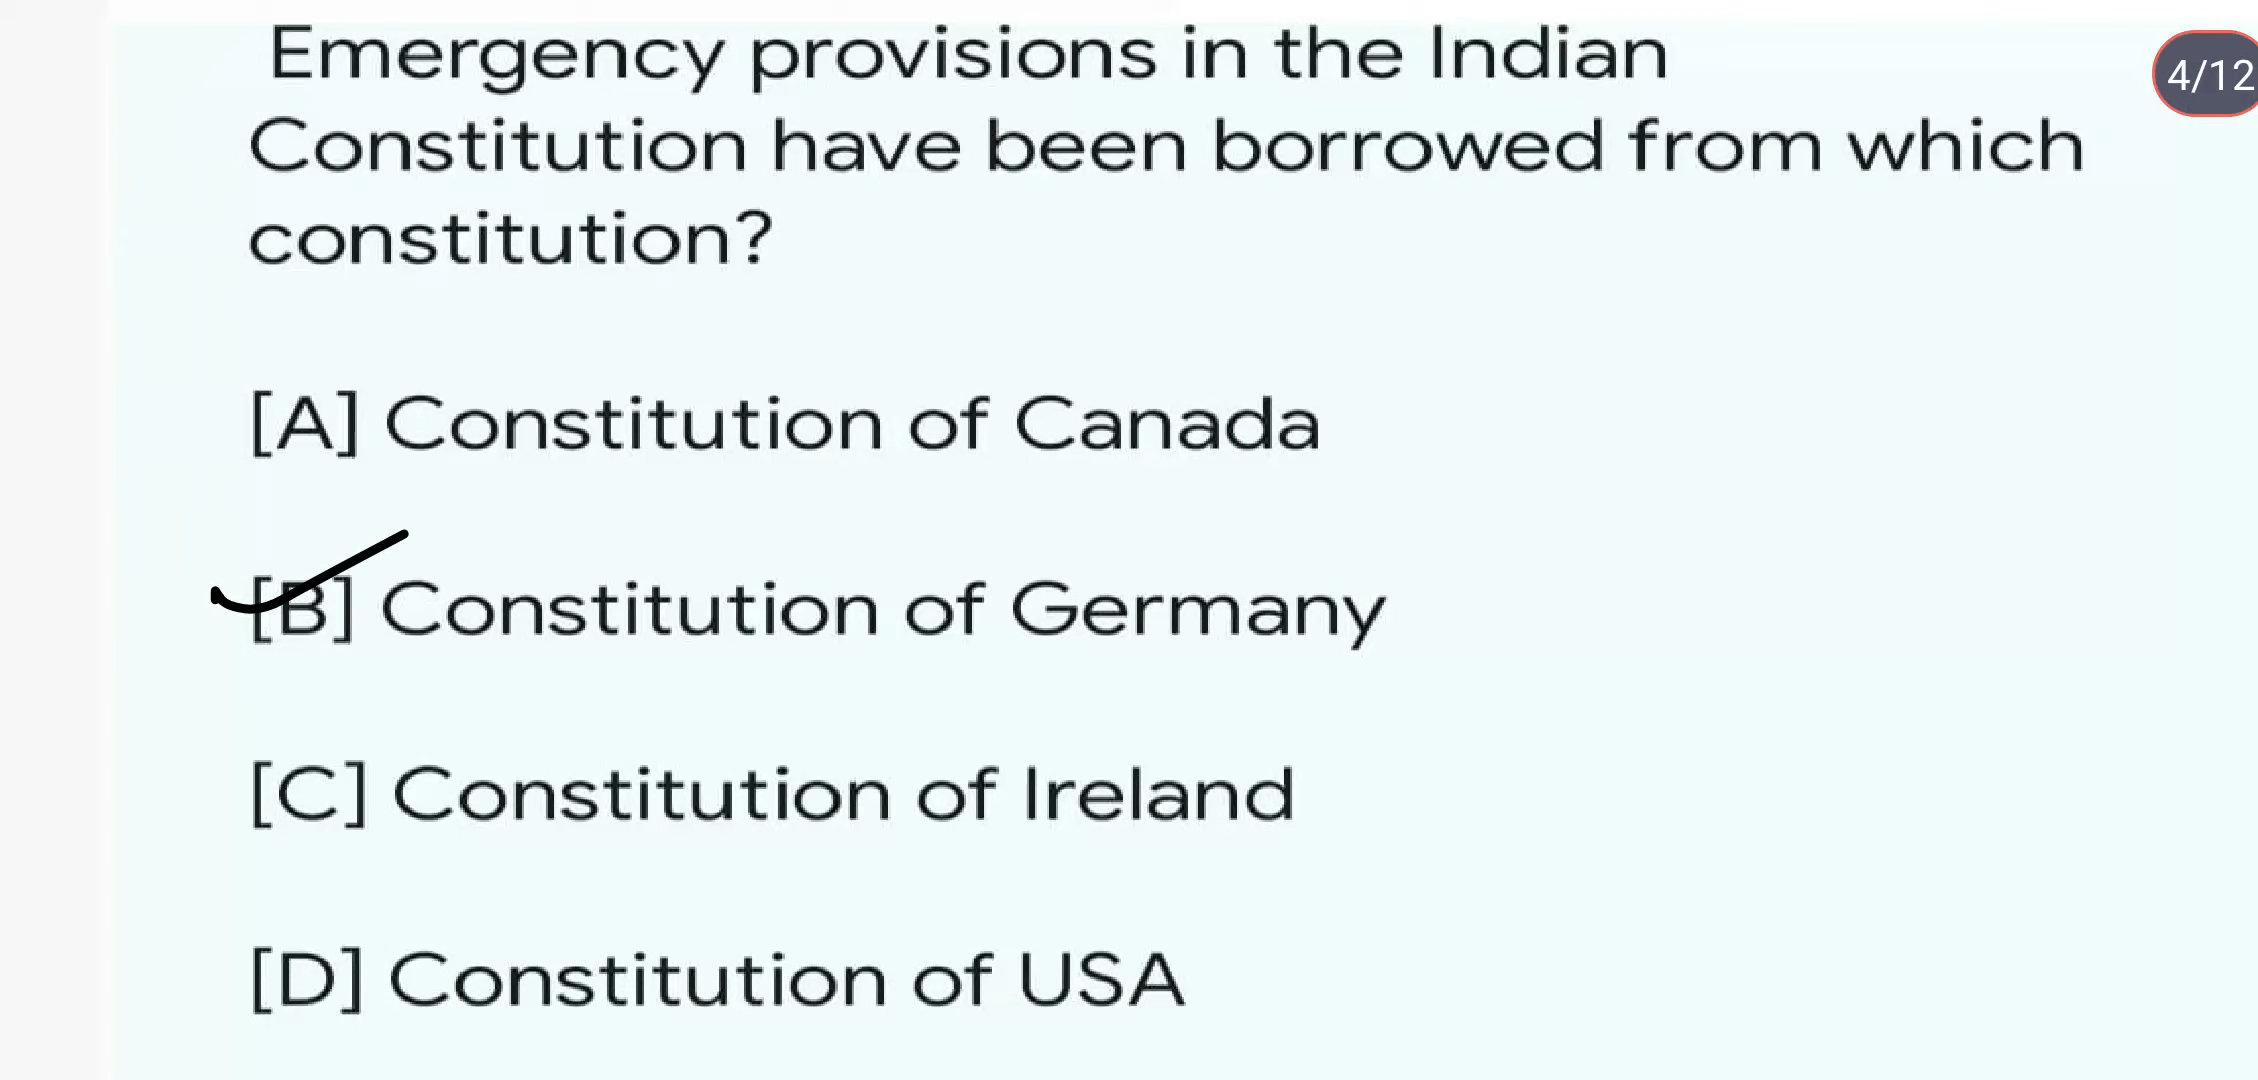 Emergency provisions in the Indian
4/12
Constitution have been borrowed from which
constitution?
[A] Constitution of Canada
[B] Constitution of Germany
[C] Constitution of Ireland
[D] Constitution of USA